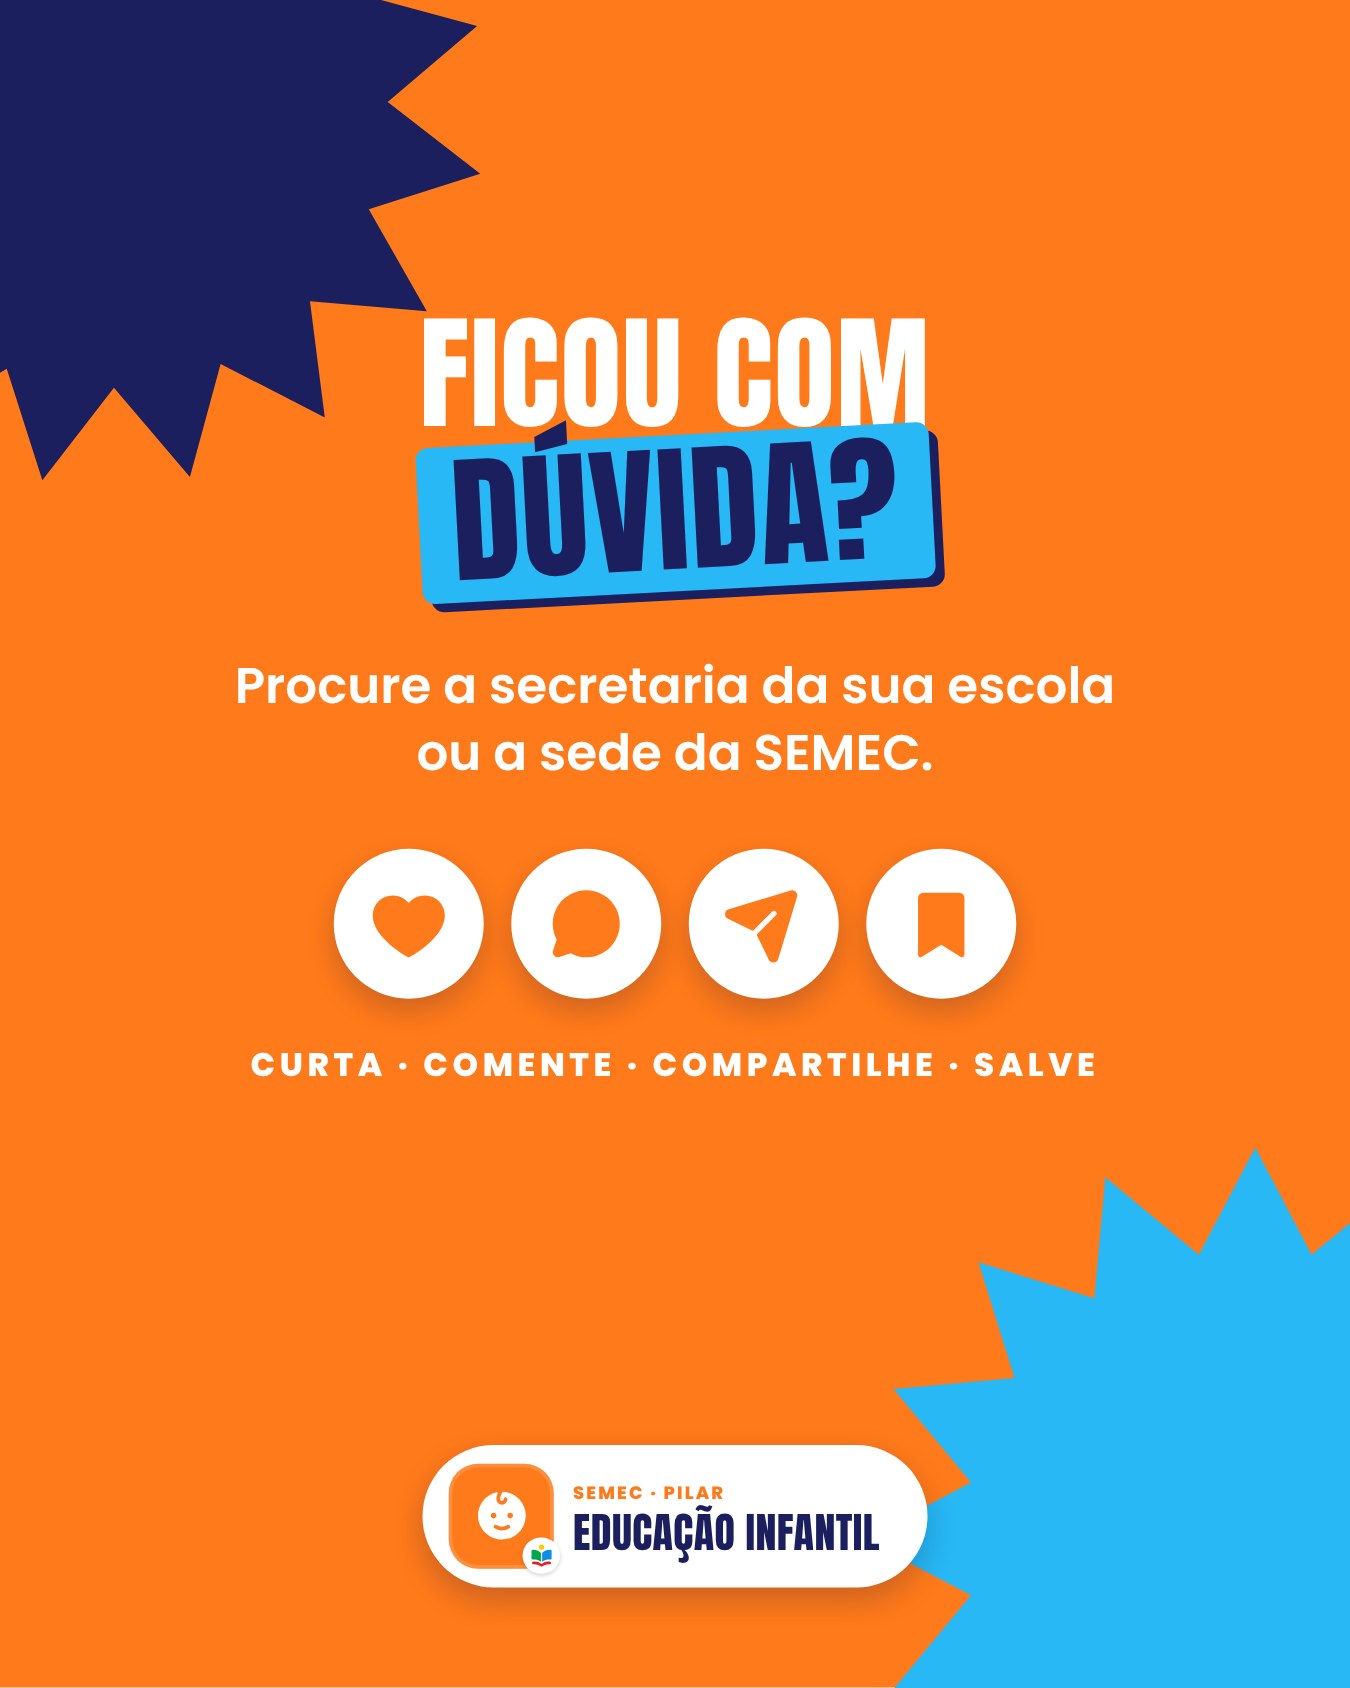 FICOU COM
DÚVIDA?
Procure a secretaria da sua escola
ou a sede da SEMEC.
CURTA · COMENTE · COMPARTILHE · SALVE
SEMEC · PILAR
EDUCAÇÃO INFANTIL